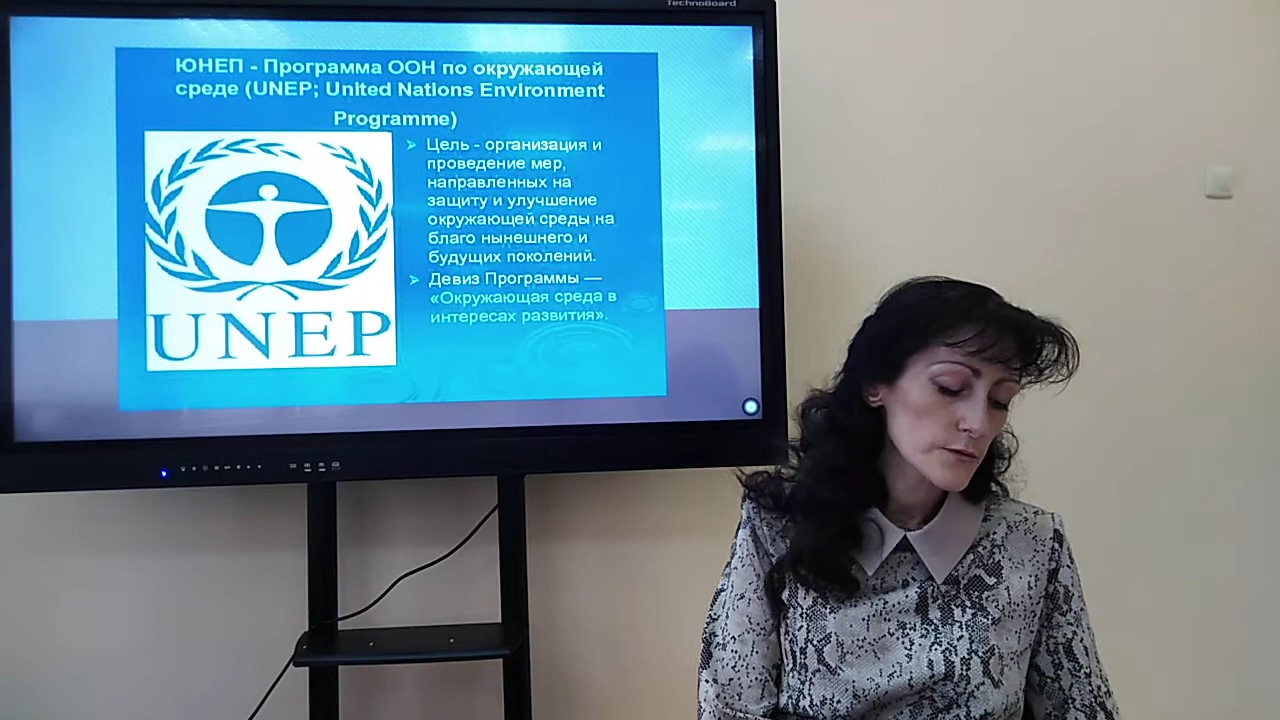 TechnoBoard
ЮНЕП - Программа ООН по окружающей
среде (UNEP; United Nations Environment
Programme)
Цель - организация и
проведение мер,
направленных на
защиту и улучшение
окружающей среды на
благо нынешнего и
будущих поколений.
Девиз Программы —
«Окружающая среда в
интересах развития».
UNEP